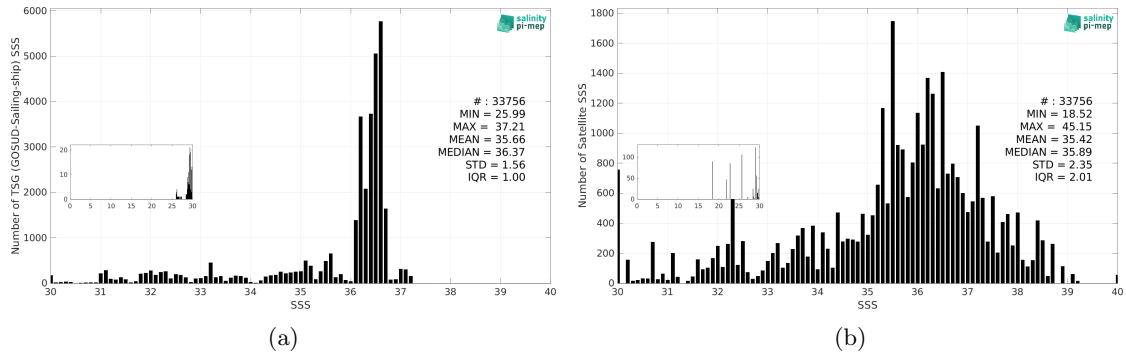 6000
5000
4000
3000
2000
1000
0
Number of TSG (GOSUD-Sailing-ship) SSS
salinity
pi-mep
# : 33756
MIN = 25.99
MAX = 37.21
MEAN = 35.66
MEDIAN = 36.37
STD = 1.56
IQR = 1.00
20
10
0
0 5 10 15 20 25 30
30 31 32 33 34 35 36 37 38 39 40
SSS
(a)
1800
1600
1400
1200
1000
800
600
400
200
0
Number of Satellite SSS
salinity
pi-mep
# : 33756
MIN = 18.52
MAX = 45.15
MEAN = 35.42
MEDIAN = 35.89
STD = 2.35
IQR = 2.01
100
50
0
0 5 10 15 20 25 30
30 31 32 33 34 35 36 37 38 39 40
SSS
(b)